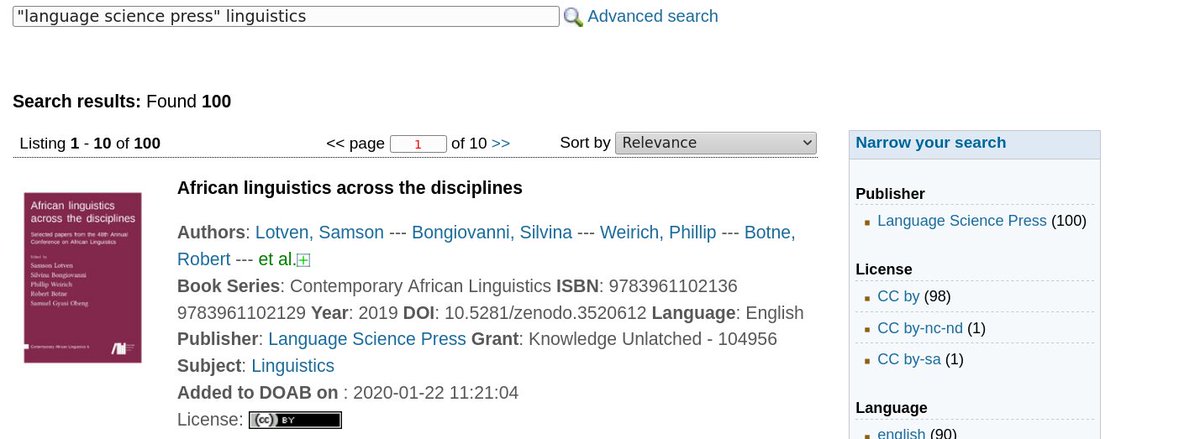 "language science press" linguistics
Advanced search
Search results: Found 100
Listing 1 - 10 of 100
<< page 1 of 10 >>
Sort by Relevance
African linguistics
across the disciplines
Selected papers from the 48th Annual
Conference on African Linguistics
Edited by
Samson Lotven
Silvina Bongiovanni
Phillip Weirich
Robert Botne
Samuel Gyasi Obeng
Contemporary African Linguistics 5
African linguistics across the disciplines
Authors: Lotven, Samson --- Bongiovanni, Silvina --- Weirich, Phillip --- Botne,
Robert --- et al.
Book Series: Contemporary African Linguistics ISBN: 9783961102136
9783961102129 Year: 2019 DOI: 10.5281/zenodo.3520612 Language: English
Publisher: Language Science Press Grant: Knowledge Unlatched - 104956
Subject: Linguistics
Added to DOAB on : 2020-01-22 11:21:04
License: cc BY
Narrow your search
Publisher
Language Science Press (100)
License
CC by (98)
CC by-nc-nd (1)
CC by-sa (1)
Language
english (90)